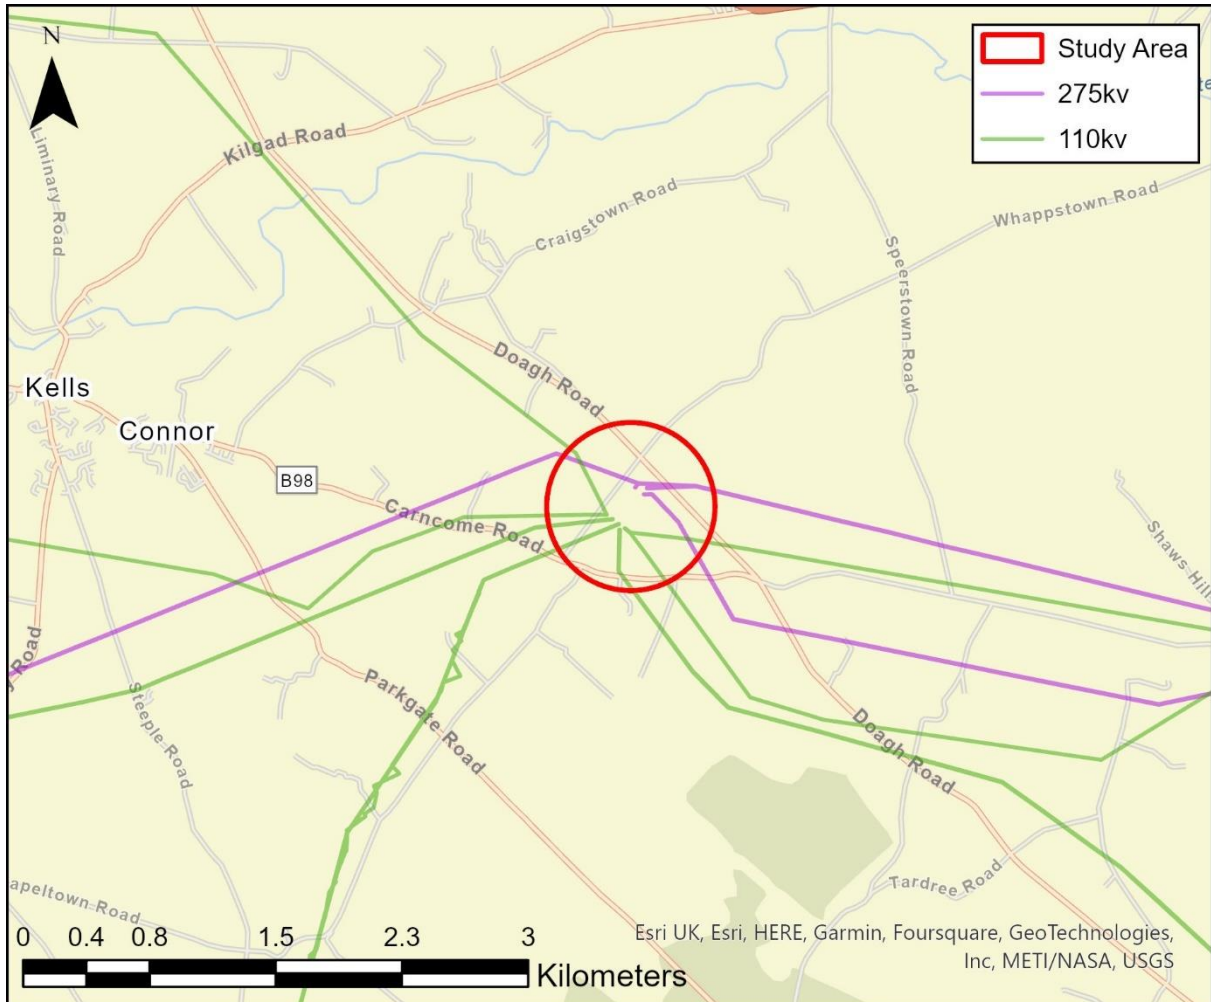 N
Study Area
275kv
110kv
Liminary Road
Kilgad Road
Craigstown Road
Whappstown Road
Speerstown Road
Doagh Road
Kells
Connor
B98
Carncome Road
Shaws Hill
Road
Steeple Road
Parkgate Road
Doagh Road
Tardree Road
apeltown Road
0 0.4 0.8 1.5 2.3 3
Kilometers
Esri UK, Esri, HERE, Garmin, Foursquare, GeoTechnologies,
Inc, METI/NASA, USGS